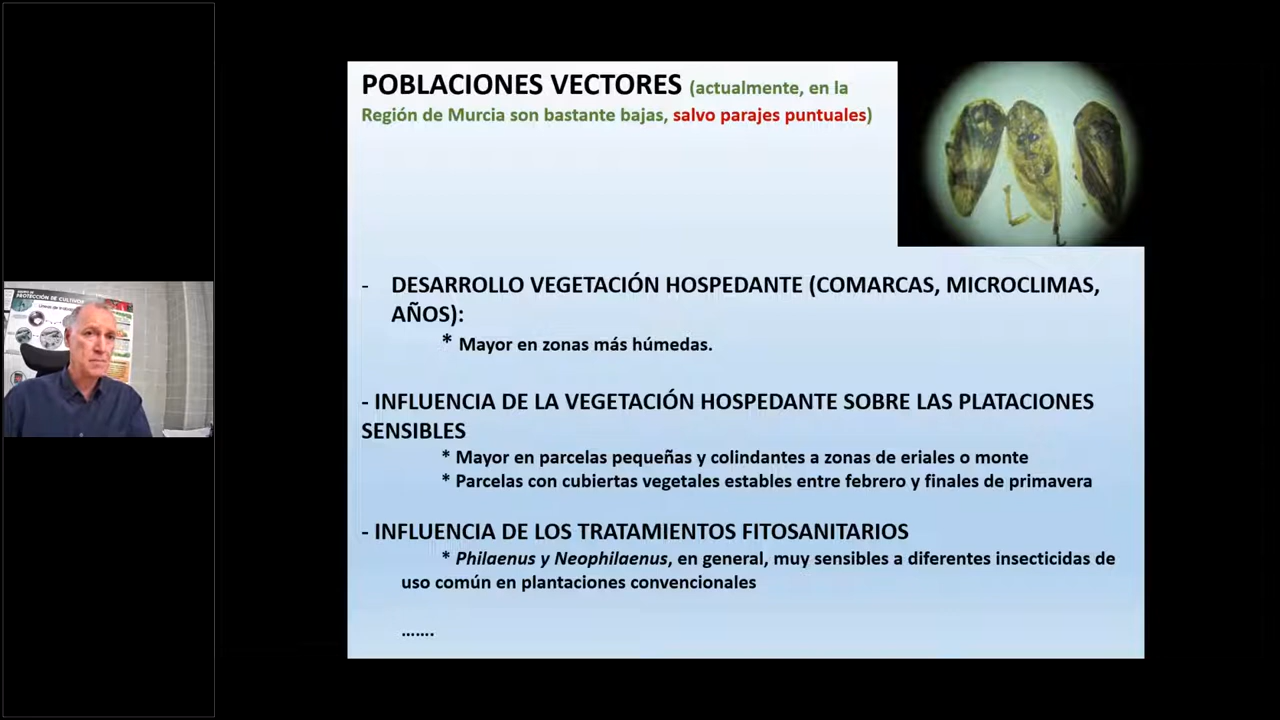 POBLACIONES VECTORES (actualmente, en la
Región de Murcia son bastante bajas, salvo parajes puntuales)
- DESARROLLO VEGETACIÓN HOSPEDANTE (COMARCAS, MICROCLIMAS,
AÑOS):
* Mayor en zonas más húmedas.
- INFLUENCIA DE LA VEGETACIÓN HOSPEDANTE SOBRE LAS PLATACIONES
SENSIBLES
* Mayor en parcelas pequeñas y colindantes a zonas de eriales o monte
* Parcelas con cubiertas vegetales estables entre febrero y finales de primavera
- INFLUENCIA DE LOS TRATAMIENTOS FITOSANITARIOS
* Philaenus y Neophilaenus, en general, muy sensibles a diferentes insecticidas de
uso común en plantaciones convencionales
.......
PROTECCIÓN DE CULTIVOS